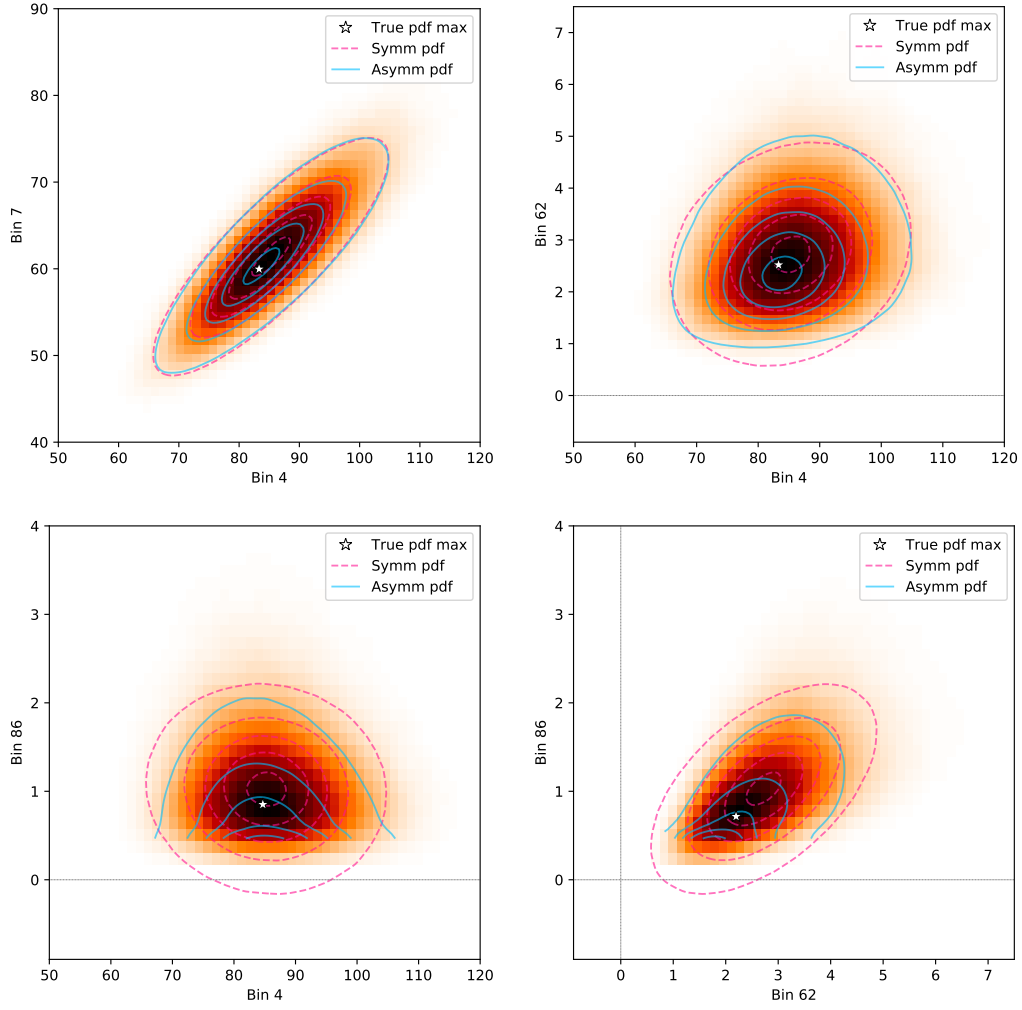 90
80
70
60
50
40
Bin 7
50 60 70 80 90 100 110 120
Bin 4
True pdf max
Symm pdf
Asymm pdf
7
6
5
4
3
2
1
0
Bin 62
50 60 70 80 90 100 110 120
Bin 4
True pdf max
Symm pdf
Asymm pdf
4
3
2
1
0
Bin 86
50 60 70 80 90 100 110 120
Bin 4
True pdf max
Symm pdf
Asymm pdf
4
3
2
1
0
Bin 86
0 1 2 3 4 5 6 7
Bin 62
True pdf max
Symm pdf
Asymm pdf